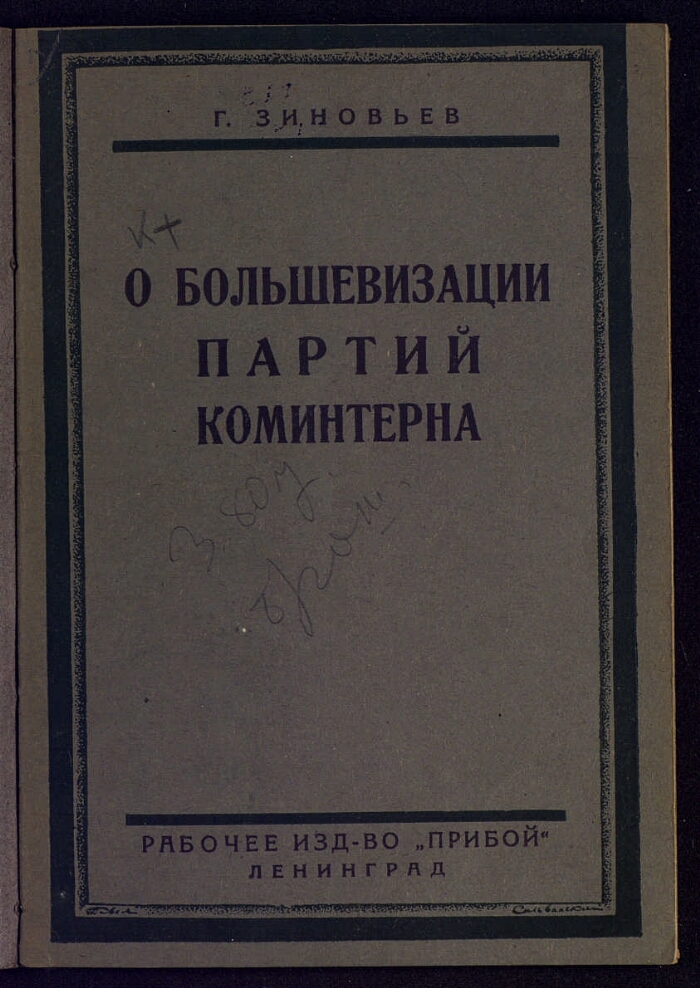 Г. ЗИНОВЬЕВ
К+
О БОЛЬШЕВИЗАЦИИ
ПАРТИЙ
КОМИНТЕРНА
РАБОЧЕЕ ИЗД-ВО „ПРИБОЙ“
ЛЕНИНГРАД